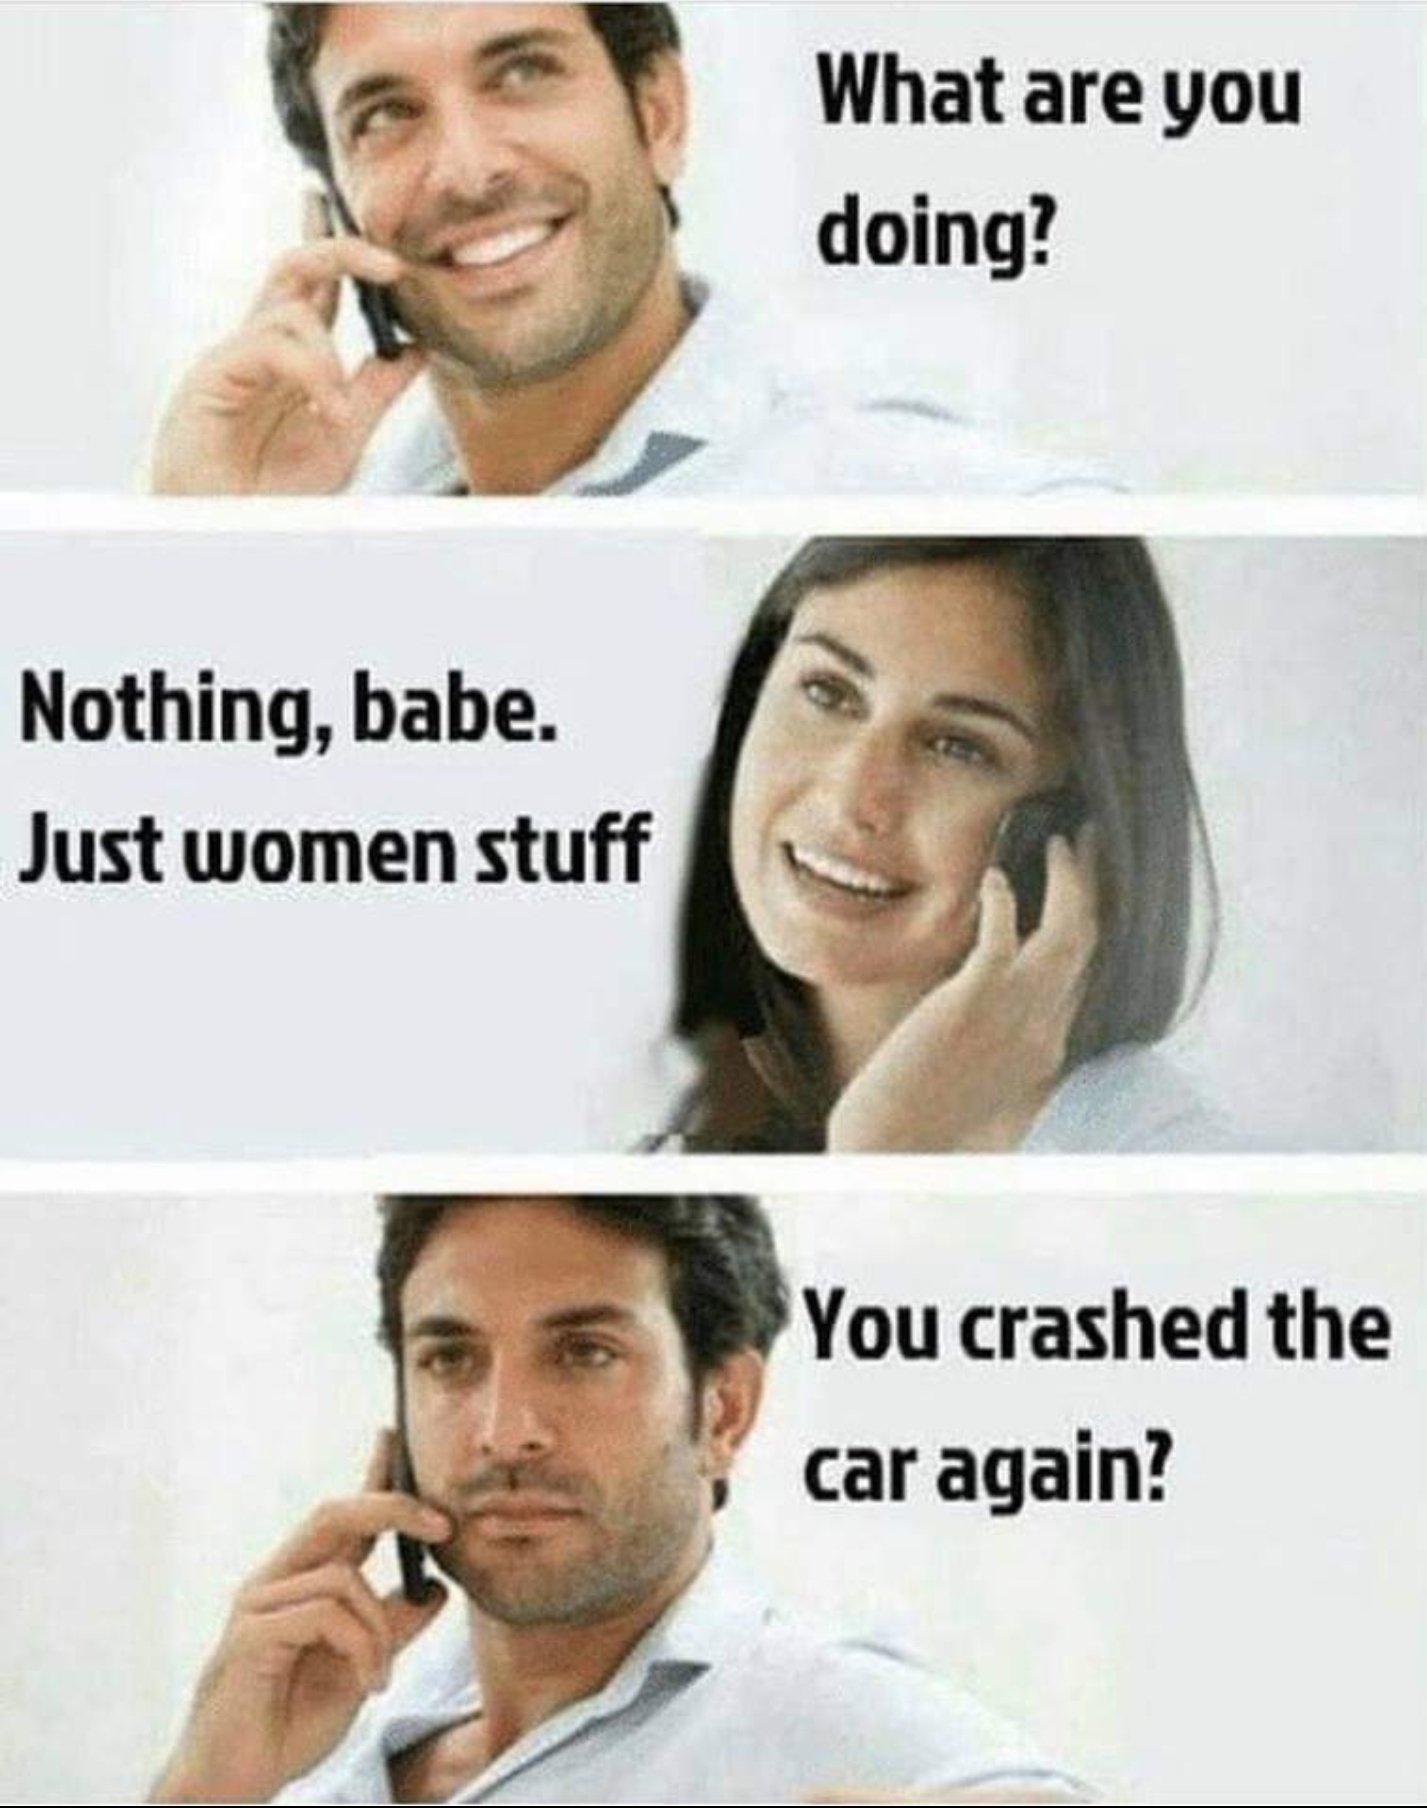 What are you
doing?
Nothing, babe.
Just women stuff
You crashed the
car again?